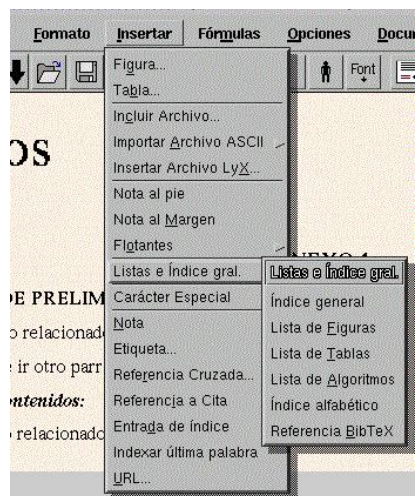 Formato Insertar Fórmulas Opciones Docu
Font
Figura...
Tabla...
Incluir Archivo...
Importar Archivo ASCII
Insertar Archivo LyX...
Nota al pie
Nota al Margen
Flotantes
Listas e Índice gral.
Carácter Especial
Nota
Etiqueta...
Referencia Cruzada...
Referencia a Cita
Entrada de índice
Indexar última palabra
URL...
Listas e Índice gral.
Índice general
Lista de Figuras
Lista de Tablas
Lista de Algoritmos
Índice alfabético
Referencia BibTeX
OS
DE PRELIM
o relacionado
e ir otro parr
ontenidos:
relacionado